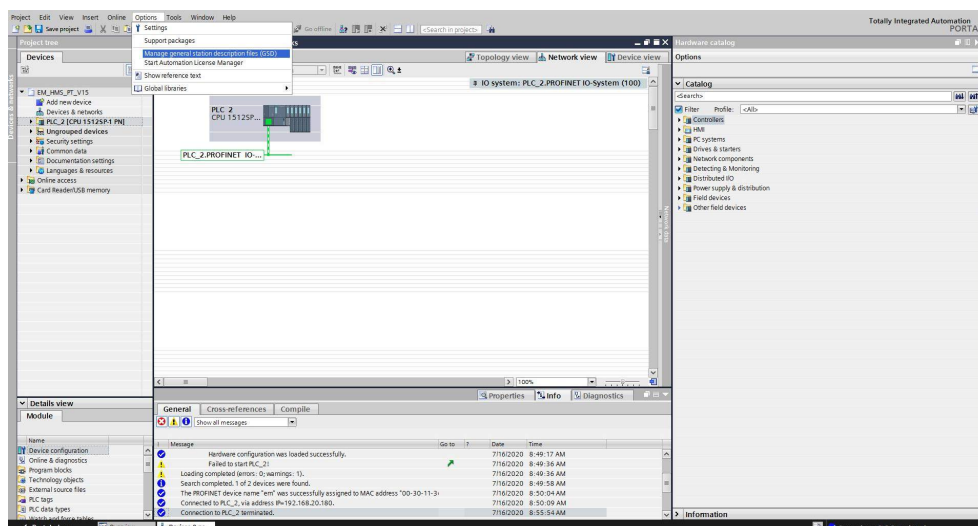 Project Edit View Insert Online Options Tools Window Help
Totally Integrated Automation
PORTA
Save project
Go offline
<Search in project>
Settings
Support packages
Manage general station description files (GSD)
Start Automation License Manager
Show reference text
Global libraries
Project tree
Devices
EM_HMS_PT_V15
Add new device
Devices & networks
PLC_2 [CPU 1512SP-1 PN]
Ungrouped devices
Security settings
Common data
Documentation settings
Languages & resources
Online access
Card Reader/USB memory
Topology view
Network view
Device view
IO system: PLC_2.PROFINET IO-System (100)
PLC_2
CPU 1512SP...
PLC_2.PROFINET IO-...
100%
Hardware catalog
Options
Catalog
<Search>
Filter Profile: <All>
Controllers
HMI
PC systems
Drives & starters
Network components
Detecting & Monitoring
Distributed I/O
Power supply & distribution
Field devices
Other field devices
Information
Details view
Module
Name
Device configuration
Online & diagnostics
Program blocks
Technology objects
External source files
PLC tags
PLC data types
Watch and force tables
Properties
Info
Diagnostics
General Cross-references Compile
Show all messages
! Message Go to ? Date Time
Hardware configuration was loaded successfully. 7/16/2020 8:49:17 AM
Failed to start PLC_2! 7/16/2020 8:49:36 AM
Loading completed (errors: 0; warnings: 1). 7/16/2020 8:49:36 AM
Search completed. 1 of 2 devices were found. 7/16/2020 8:49:58 AM
The PROFINET device name "em" was successfully assigned to MAC address "00-30-11-3 7/16/2020 8:50:04 AM
Connected to PLC_2, via address IP=192.168.20.180. 7/16/2020 8:50:09 AM
Connection to PLC_2 terminated. 7/16/2020 8:55:54 AM